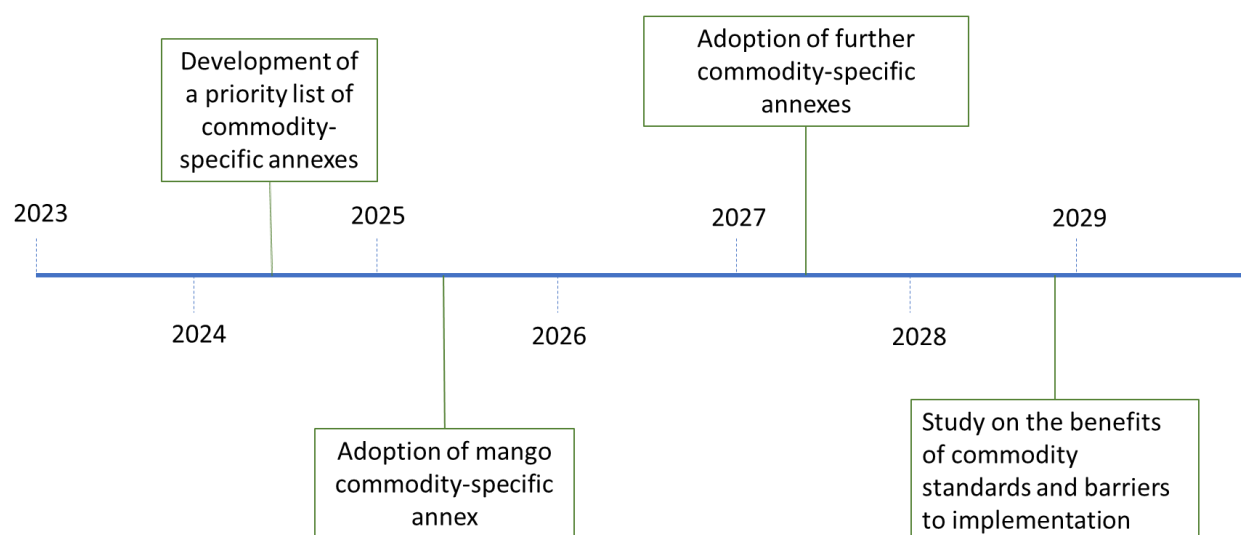 Development of
a priority list of
commodity-
specific annexes
Adoption of further
commodity-specific
annexes
2023
2025
2027
2029
2024
2026
2028
Adoption of mango
commodity-specific
annex
Study on the benefits
of commodity
standards and barriers
to implementation